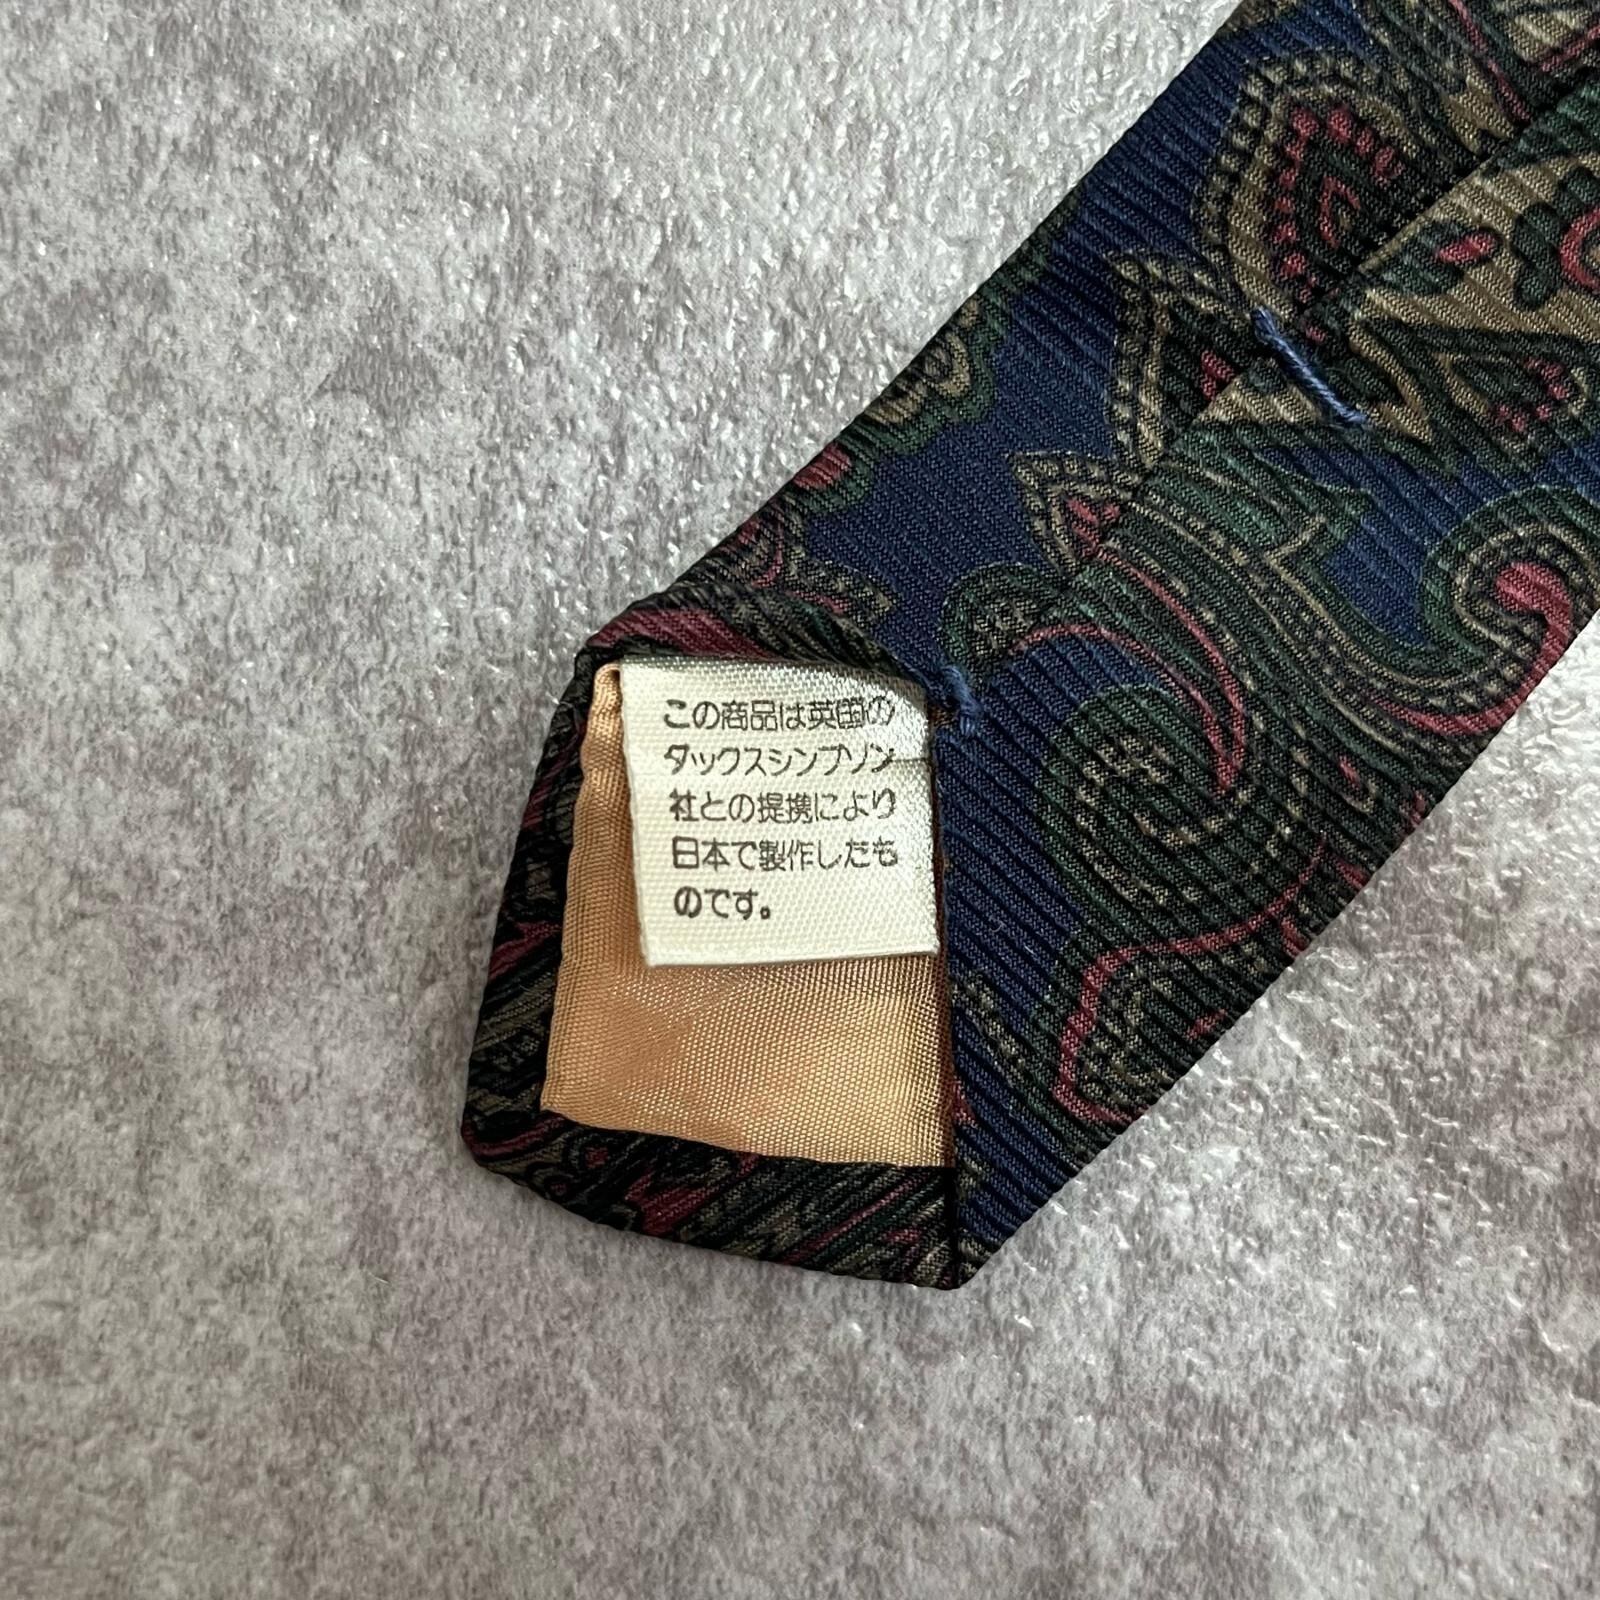 この商品は英国の
ダックスシンプソン
社との提携により
日本で製作したも
のです。